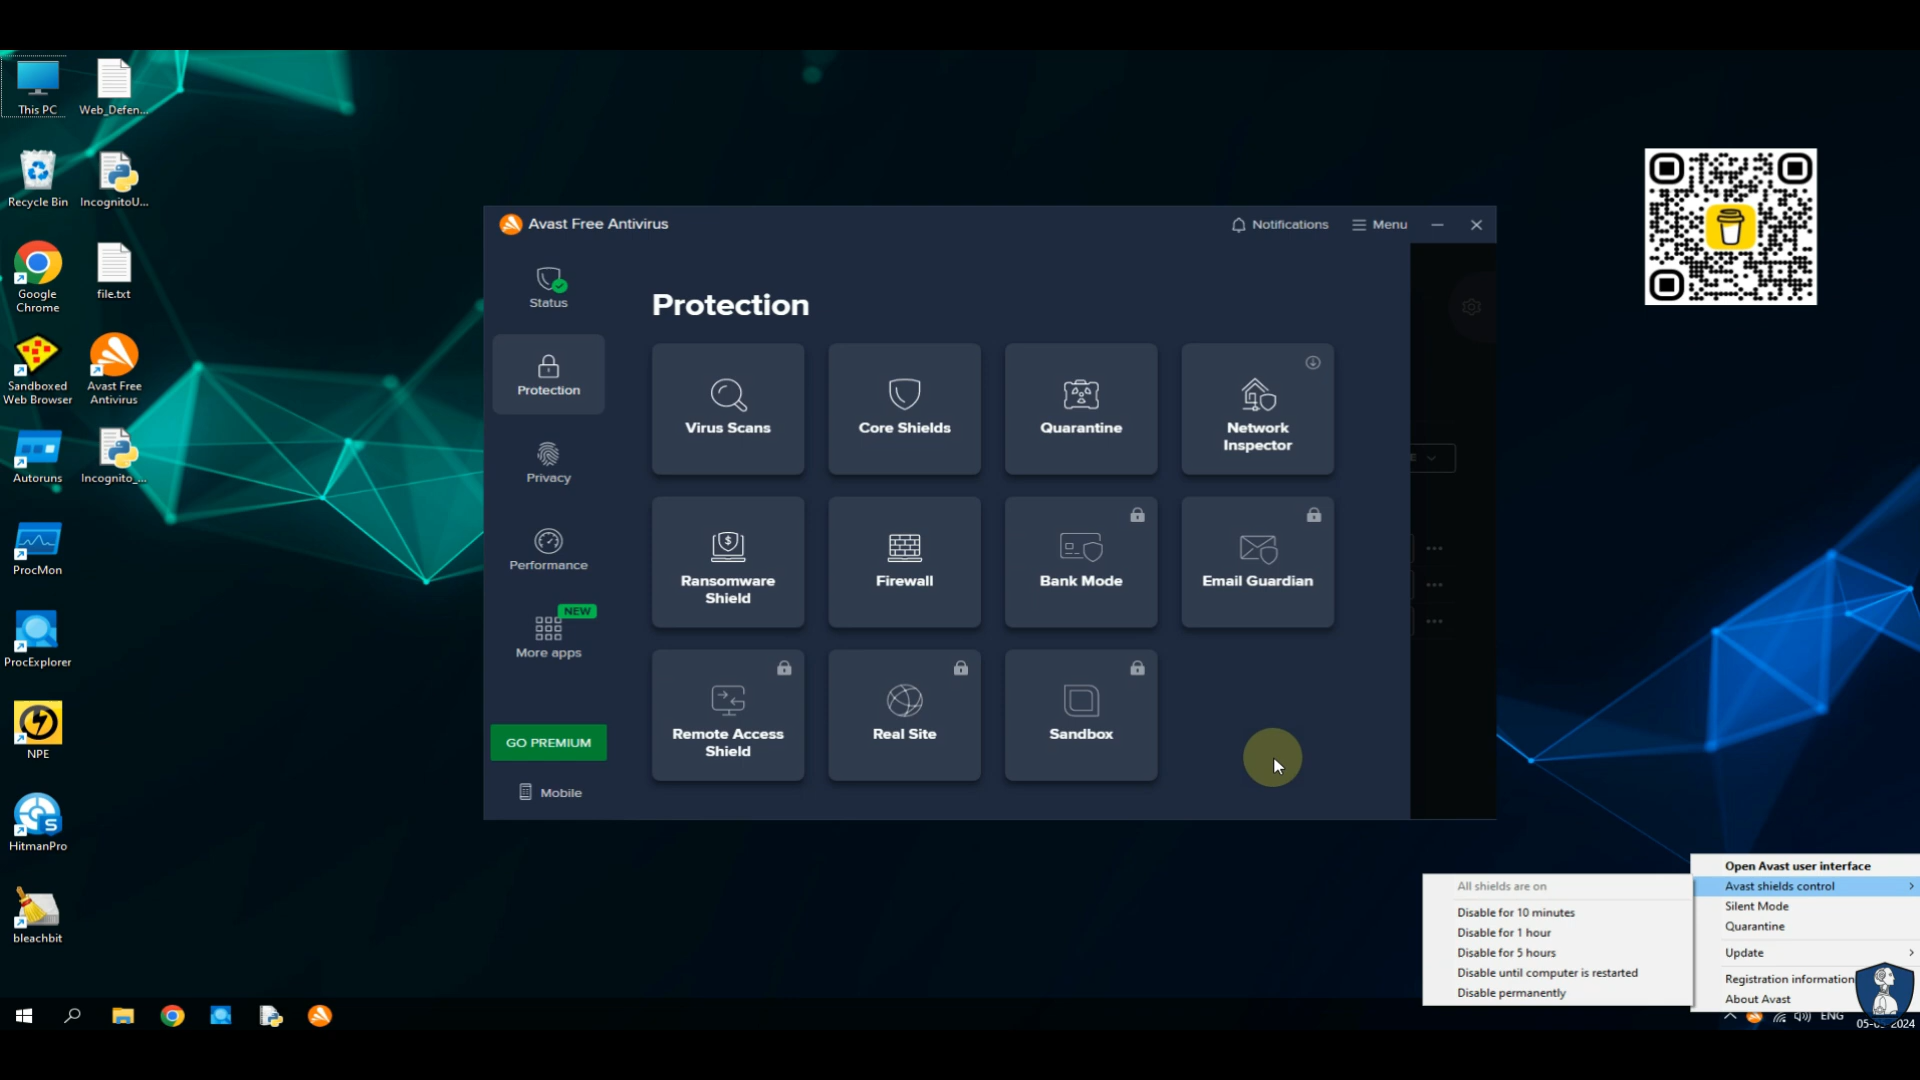 This PC
Web_Defen...
Recycle Bin
IncognitoU...
Google
Chrome
file.txt
Sandboxed
Web Browser
Avast Free
Antivirus
Autoruns
Incognito_...
ProcMon
ProcExplorer
NPE
HitmanPro
bleachbit
Avast Free Antivirus
Notifications
Menu
Status
Protection
Privacy
Performance
NEW
More apps
GO PREMIUM
Mobile
Protection
Virus Scans
Core Shields
Quarantine
Network
Inspector
Ransomware
Shield
Firewall
Bank Mode
Email Guardian
Remote Access
Shield
Real Site
Sandbox
All shields are on
Disable for 10 minutes
Disable for 1 hour
Disable for 5 hours
Disable until computer is restarted
Disable permanently
Open Avast user interface
Avast shields control
Silent Mode
Quarantine
Update
Registration information
About Avast
ENG